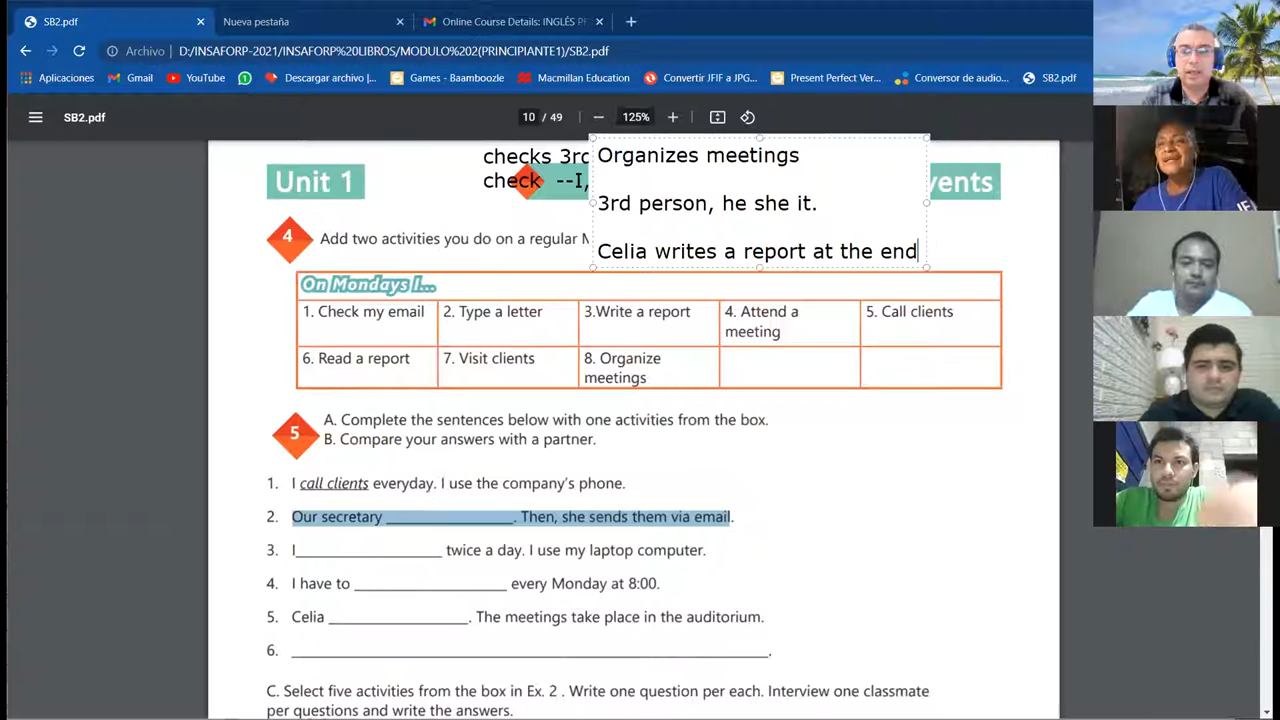 SB2.pdf
Nueva pestaña
Online Course Details: INGLÉS P
Archivo
D:/INSAFORP-2021/INSAFORP%20LIBROS/MODULO%202(PRINCIPIANTE1)/SB2.pdf
Aplicaciones
Gmail
YouTube
Descargar archivo |...
Games - Baamboozle
Macmillan Education
Convertir JFIF a JPG...
Present Perfect Ver...
Conversor de audio...
SB2.pdf
SB2.pdf
10 / 49
125%
checks 3rd
check --I,
Organizes meetings
3rd person, he she it.
Celia writes a report at the end
Unit 1
vents
4
Add two activities you do on a regular M
On Mondays I...
1. Check my email
2. Type a letter
3.Write a report
4. Attend a
meeting
5. Call clients
6. Read a report
7. Visit clients
8. Organize
meetings
5
A. Complete the sentences below with one activities from the box.
B. Compare your answers with a partner.
1. I call clients everyday. I use the company's phone.
2. Our secretary _______________. Then, she sends them via email.
3. I_________________ twice a day. I use my laptop computer.
4. I have to __________________ every Monday at 8:00.
5. Celia _________________. The meetings take place in the auditorium.
6. _________________________________________________________.
C. Select five activities from the box in Ex. 2 . Write one question per each. Interview one classmate
per questions and write the answers.